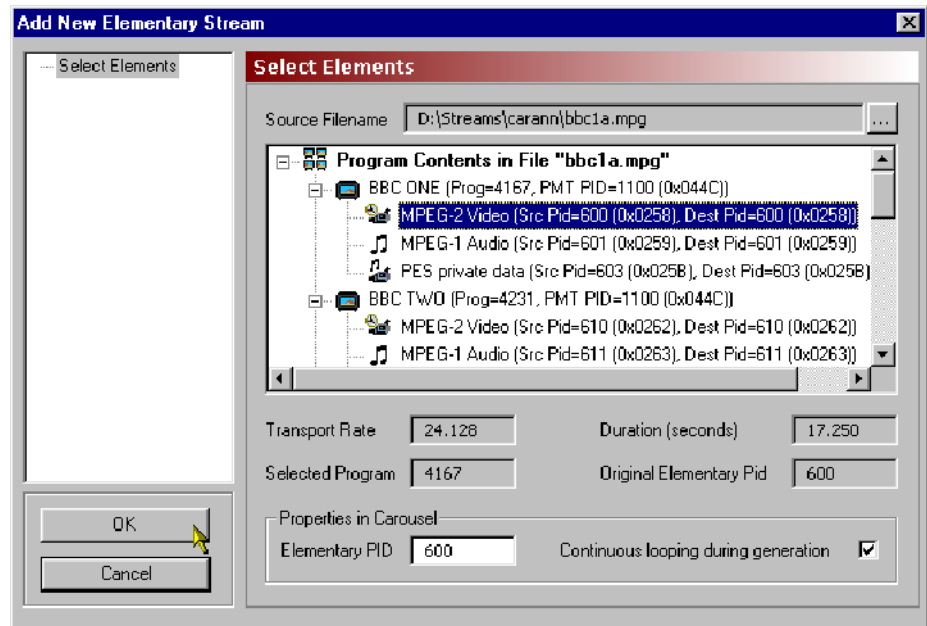 Add New Elementary Stream
Select Elements
Select Elements
Source Filename D:\Streams\carann\bbc1a.mpg ...
Program Contents in File "bbc1a.mpg"
BBC ONE (Prog=4167, PMT PID=1100 (0x044C))
MPEG-2 Video (Src Pid=600 (0x0258), Dest Pid=600 (0x0258))
MPEG-1 Audio (Src Pid=601 (0x0259), Dest Pid=601 (0x0259))
PES private data (Src Pid=603 (0x025B), Dest Pid=603 (0x025B)
BBC TWO (Prog=4231, PMT PID=1100 (0x044C))
MPEG-2 Video (Src Pid=610 (0x0262), Dest Pid=610 (0x0262))
MPEG-1 Audio (Src Pid=611 (0x0263), Dest Pid=611 (0x0263))
Transport Rate 24.128 Duration (seconds) 17.250
Selected Program 4167 Original Elementary Pid 600
Properties in Carousel
Elementary PID 600 Continuous looping during generation
OK
Cancel